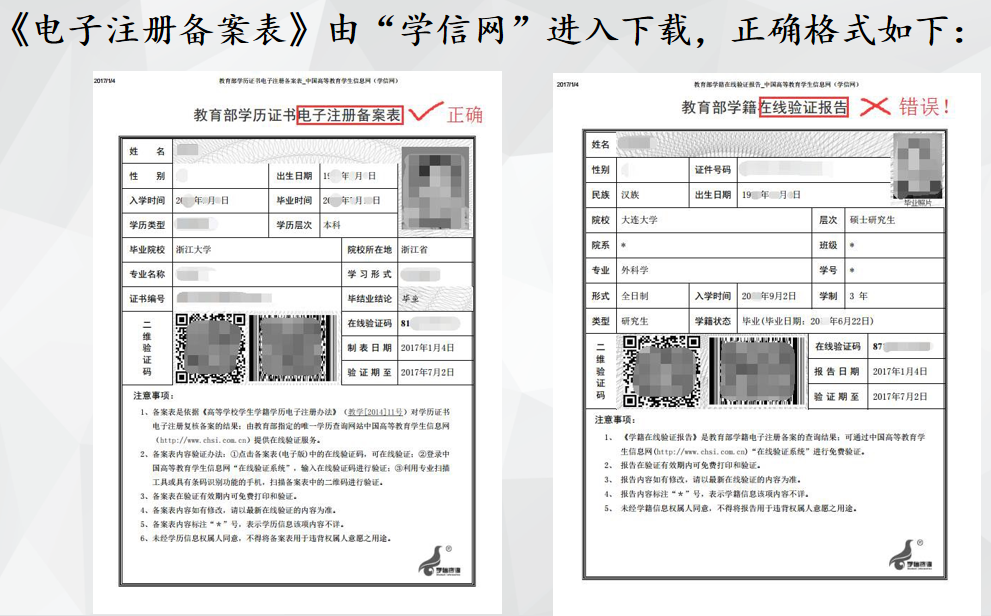 《电子注册备案表》由“学信网”进入下载，正确格式如下：
2017/1/4 教育部学历证书电子注册备案表_中国高等教育学生信息网（学信网）
教育部学历证书电子注册备案表 正确
姓 名
性 别 出生日期 19 年 月 日
入学时间 20 年 月 日 毕业时间 20 年 月 日
学历类型 学历层次 本科
毕业院校 浙江大学 院校所在地 浙江省
专业名称 学习形式
证书编号 毕结业结论 毕业
二维验证码 在线验证码 81
制表日期 2017年1月4日
验证期至 2017年7月2日
注意事项：
1、备案表是依据《高等学校学生学籍学历电子注册办法》（教学[2014]11号）对学历证书
电子注册复核备案的结果；由教育部指定的唯一学历查询网站中国高等教育学生信息网
（http://www.chsi.com.cn）提供在线验证服务。
2、备案表内容验证办法：①点击备案表(电子版)中的在线验证码，可在线验证；②登录中
国高等教育学生信息网“在线验证系统”，输入在线验证码进行验证；③利用专业扫描
工具或具有条码识别功能的手机，扫描备案表中的二维码进行验证。
3、备案表在验证有效期内可免费打印和验证。
4、备案表内容如有修改，请以最新在线验证的内容为准。
5、备案表内容标注“＊”号，表示学历信息该项内容不详。
6、未经学历信息权属人同意，不得将备案表用于违背权属人意愿之用途。
学信咨询
2017/1/4 教育部学籍在线验证报告_中国高等教育学生信息网（学信网）
教育部学籍在线验证报告 错误！
姓名
性别 证件号码
民族 汉族 出生日期 19 年 月 日
毕业照片
院校 大连大学 层次 硕士研究生
院系 * 班级 *
专业 外科学 学号 *
形式 全日制 入学时间 20 年9月2日 学制 3 年
类型 研究生 学籍状态 毕业(毕业日期：20 年6月22日)
二维验证码 在线验证码 87
报告日期 2017年1月4日
验证期至 2017年7月2日
注意事项：
1、 《学籍在线验证报告》是教育部学籍电子注册备案的查询结果；可通过中国高等教育学
生信息网(http://www.chsi.com.cn)“在线验证系统”进行免费验证。
2、 报告在验证有效期内可免费打印和验证。
3、 报告内容如有修改，请以最新在线验证的内容为准。
4、 报告内容标注“＊”号，表示学籍信息该项内容不详。
5、 未经学籍信息权属人同意，不得将报告用于违背权属人意愿之用途。
学信咨询